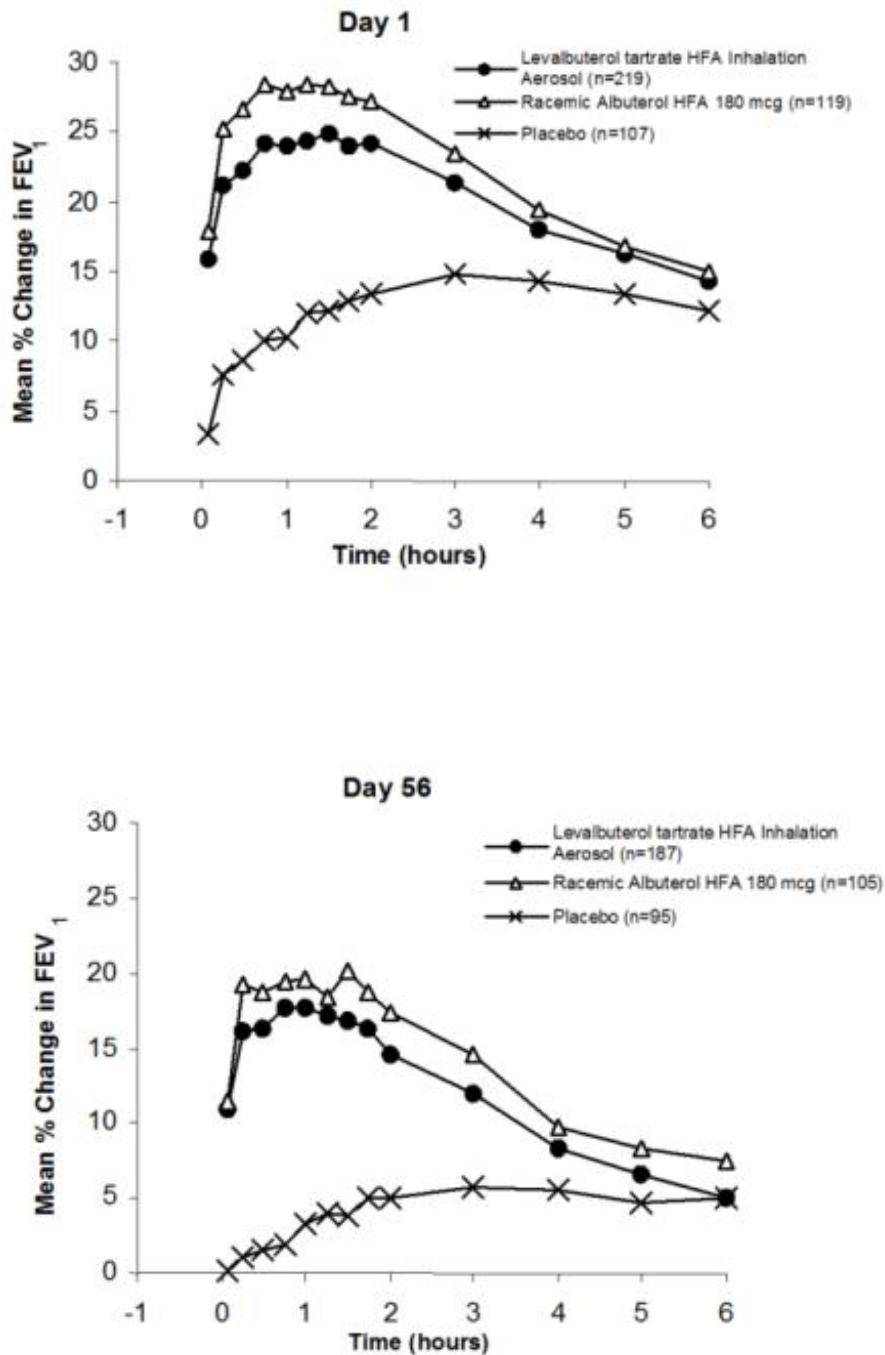 Day 1
Levalbuterol tartrate HFA Inhalation
Aerosol (n=219)
Racemic Albuterol HFA 180 mcg (n=119)
Placebo (n=107)
Mean % Change in FEV1
30
25
20
15
10
5
0
-1 0 1 2 3 4 5 6
Time (hours)
Day 56
Levalbuterol tartrate HFA Inhalation
Aerosol (n=187)
Racemic Albuterol HFA 180 mcg (n=105)
Placebo (n=95)
Mean % Change in FEV 1
30
25
20
15
10
5
0
-1 0 1 2 3 4 5 6
Time (hours)